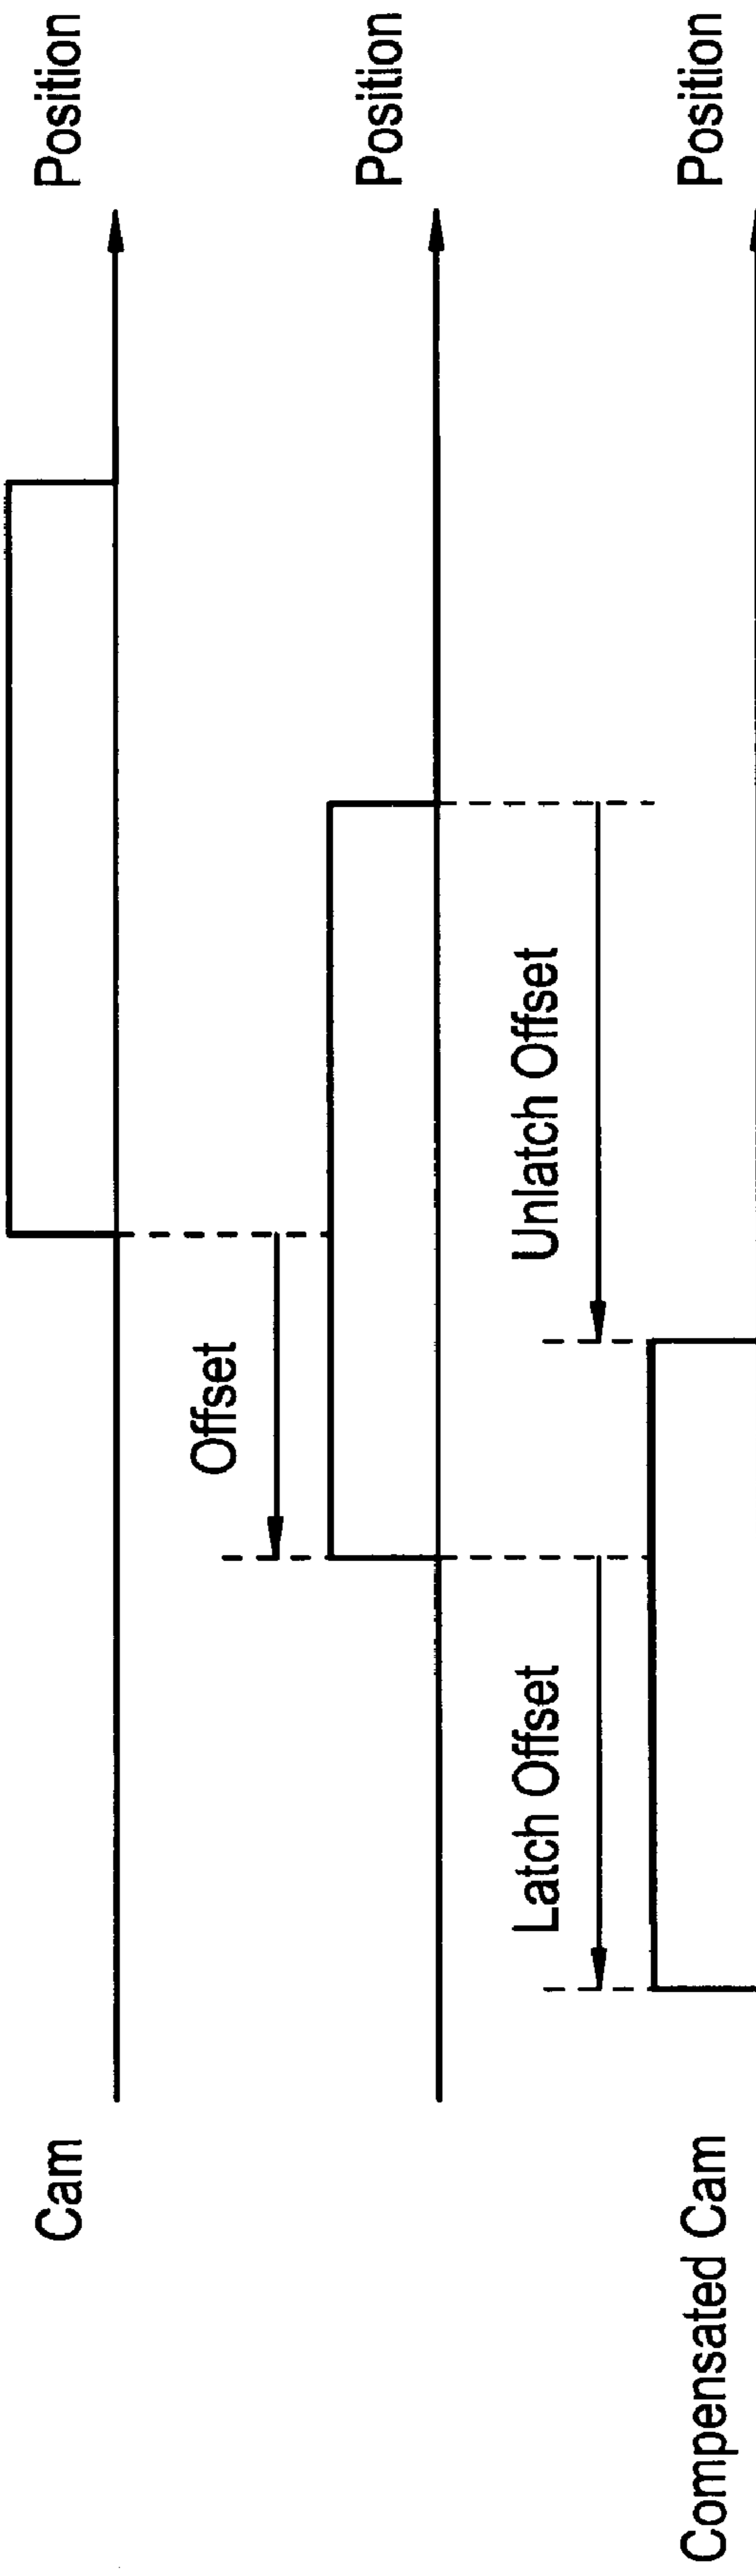 Cam
Position
Offset
Position
Latch Offset
Unlatch Offset
Compensated Cam
Position